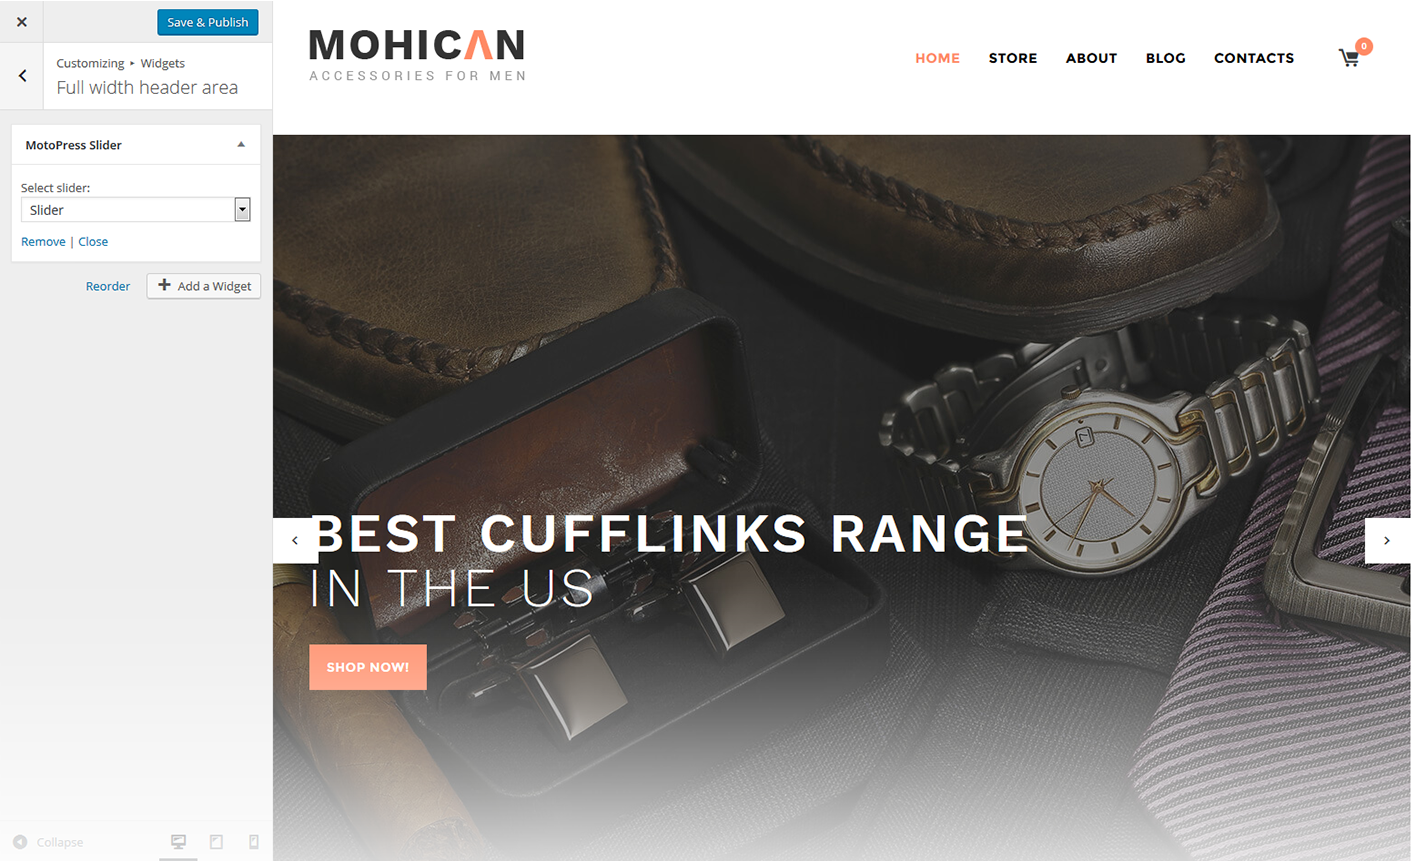 Save & Publish
Customizing ▸ Widgets
Full width header area
MotoPress Slider
Select slider:
Slider
Remove | Close
Reorder
Add a Widget
Collapse
MOHICAN
ACCESSORIES FOR MEN
HOME STORE ABOUT BLOG CONTACTS
0
7
BEST CUFFLINKS RANGE
IN THE US
SHOP NOW!